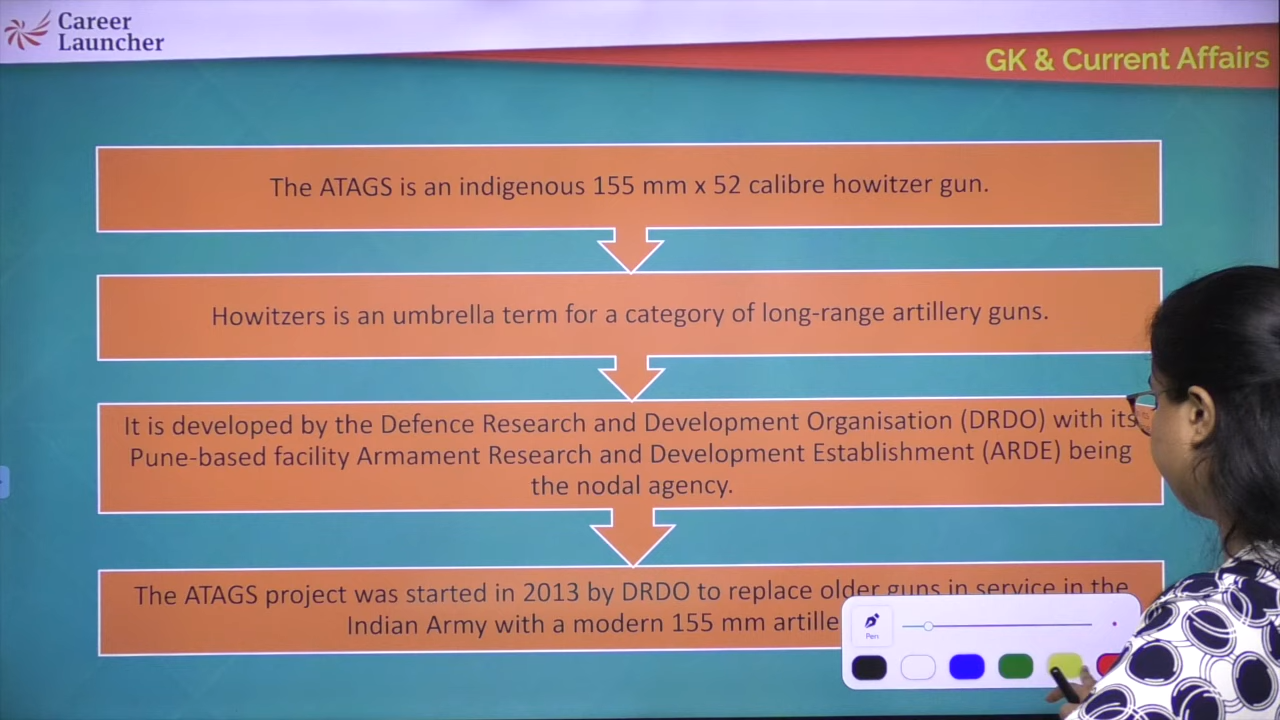 Career
Launcher
GK & Current Affairs
The ATAGS is an indigenous 155 mm x 52 calibre howitzer gun.
Howitzers is an umbrella term for a category of long-range artillery guns.
It is developed by the Defence Research and Development Organisation (DRDO) with its
Pune-based facility Armament Research and Development Establishment (ARDE) being
the nodal agency.
The ATAGS project was started in 2013 by DRDO to replace older guns in service in the
Indian Army with a modern 155 mm
Pen